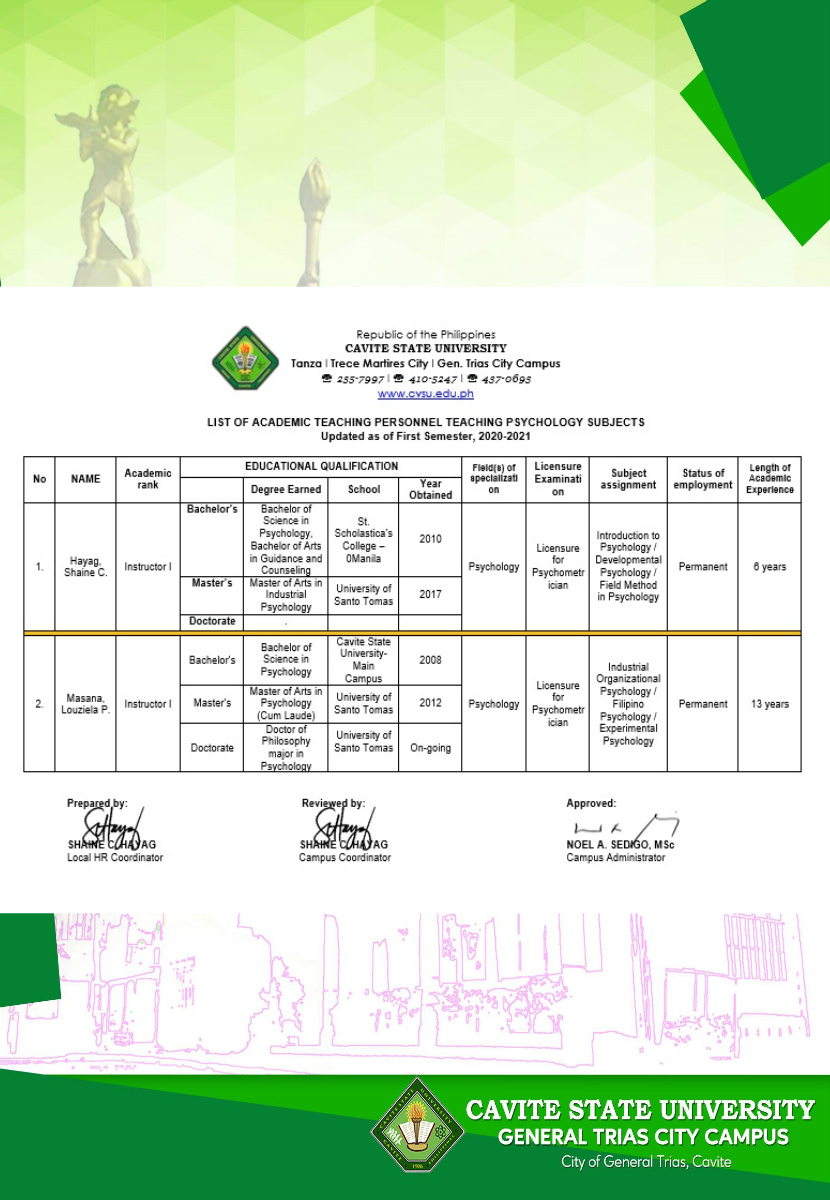 Republic of the Philippines
CAVITE STATE UNIVERSITY
Tanza | Trece Martires City | Gen. Trias City Campus
☎ 235-7997 | ☎ 410-5247 | ☎ 437-0693
www.cvsu.edu.ph
LIST OF ACADEMIC TEACHING PERSONNEL TEACHING PSYCHOLOGY SUBJECTS
Updated as of First Semester, 2020-2021
No
NAME
Academic
rank
EDUCATIONAL QUALIFICATION
Degree Earned
School
Year
Obtained
Field(s) of
specializati
on
Licensure
Examinati
on
Subject
assignment
Status of
employment
Length of
Academic
Experience
1.
Hayag,
Shaine C.
Instructor I
Bachelor's
Bachelor of
Science in
Psychology,
Bachelor of Arts
in Guidance and
Counseling
St.
Scholastica's
College –
0Manila
2010
Master's
Master of Arts in
Industrial
Psychology
University of
Santo Tomas
2017
Doctorate
.
Psychology
Licensure
for
Psychometr
ician
Introduction to
Psychology /
Developmental
Psychology /
Field Method
in Psychology
Permanent
6 years
2.
Masana,
Louziela P.
Instructor I
Bachelor's
Bachelor of
Science in
Psychology
Cavite State
University-
Main
Campus
2008
Master's
Master of Arts in
Psychology
(Cum Laude)
University of
Santo Tomas
2012
Doctorate
Doctor of
Philosophy
major in
Psychology
University of
Santo Tomas
On-going
Psychology
Licensure
for
Psychometr
ician
Industrial
Organizational
Psychology /
Filipino
Psychology /
Experimental
Psychology
Permanent
13 years
Prepared by:
SHAINE C. HAYAG
Local HR Coordinator
Reviewed by:
SHAINE C. HAYAG
Campus Coordinator
Approved:
NOEL A. SEDIGO, MSc
Campus Administrator
CAVITE STATE UNIVERSITY
GENERAL TRIAS CITY CAMPUS
City of General Trias, Cavite